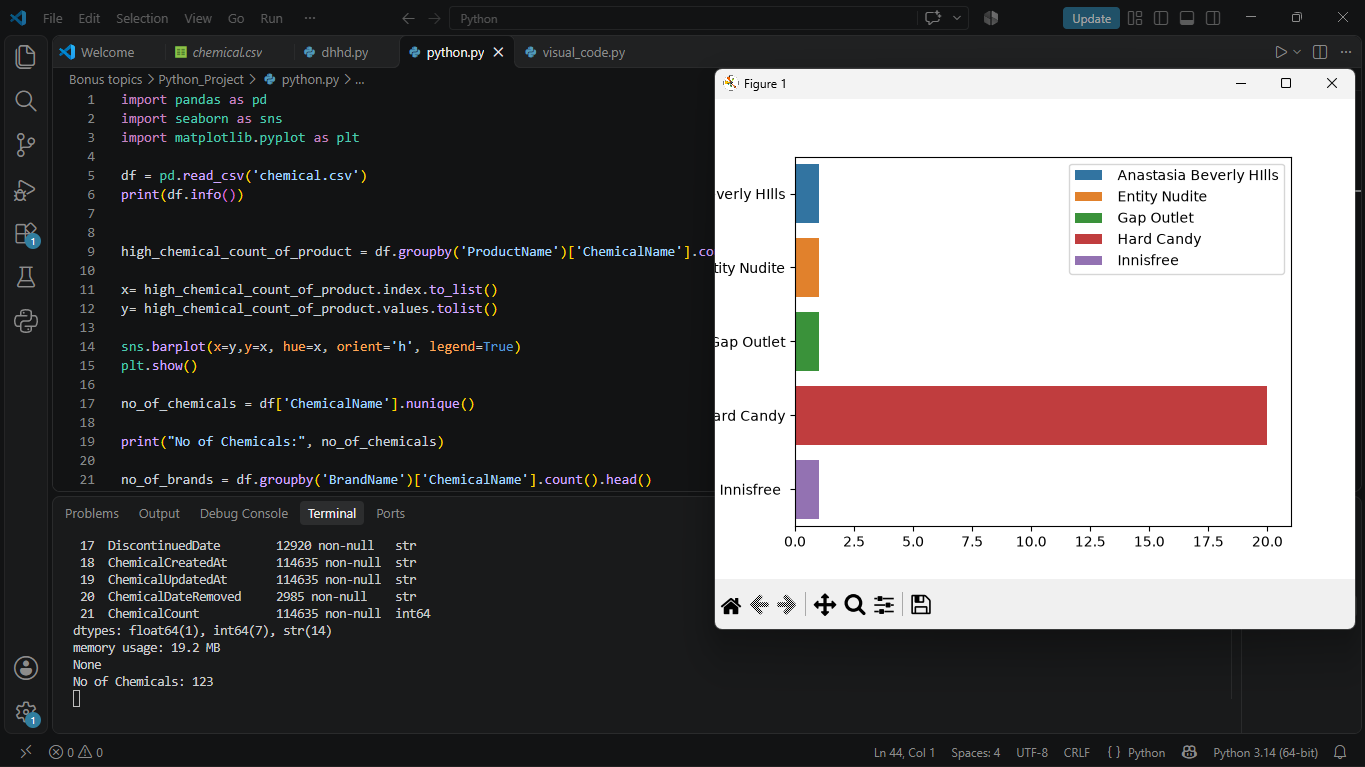 File Edit Selection View Go Run ··· Python Update
Welcome chemical.csv dhhd.py python.py visual_code.py
Bonus topics > Python_Project > python.py > ...
1 import pandas as pd
2 import seaborn as sns
3 import matplotlib.pyplot as plt
4
5 df = pd.read_csv('chemical.csv')
6 print(df.info())
7
8
9 high_chemical_count_of_product = df.groupby('ProductName')['ChemicalName'].co
10
11 x= high_chemical_count_of_product.index.to_list()
12 y= high_chemical_count_of_product.values.tolist()
13
14 sns.barplot(x=y,y=x, hue=x, orient='h', legend=True)
15 plt.show()
16
17 no_of_chemicals = df['ChemicalName'].nunique()
18
19 print("No of Chemicals:", no_of_chemicals)
20
21 no_of_brands = df.groupby('BrandName')['ChemicalName'].count().head()
1
1
Problems Output Debug Console Terminal Ports
17 DiscontinuedDate 12920 non-null str
18 ChemicalCreatedAt 114635 non-null str
19 ChemicalUpdatedAt 114635 non-null str
20 ChemicalDateRemoved 2985 non-null str
21 ChemicalCount 114635 non-null int64
dtypes: float64(1), int64(7), str(14)
memory usage: 19.2 MB
None
No of Chemicals: 123
Figure 1
verly HIlls
tity Nudite
Gap Outlet
ard Candy
Innisfree
Anastasia Beverly HIlls
Entity Nudite
Gap Outlet
Hard Candy
Innisfree
0.0 2.5 5.0 7.5 10.0 12.5 15.0 17.5 20.0
0 0 Ln 44, Col 1 Spaces: 4 UTF-8 CRLF { } Python Python 3.14 (64-bit)